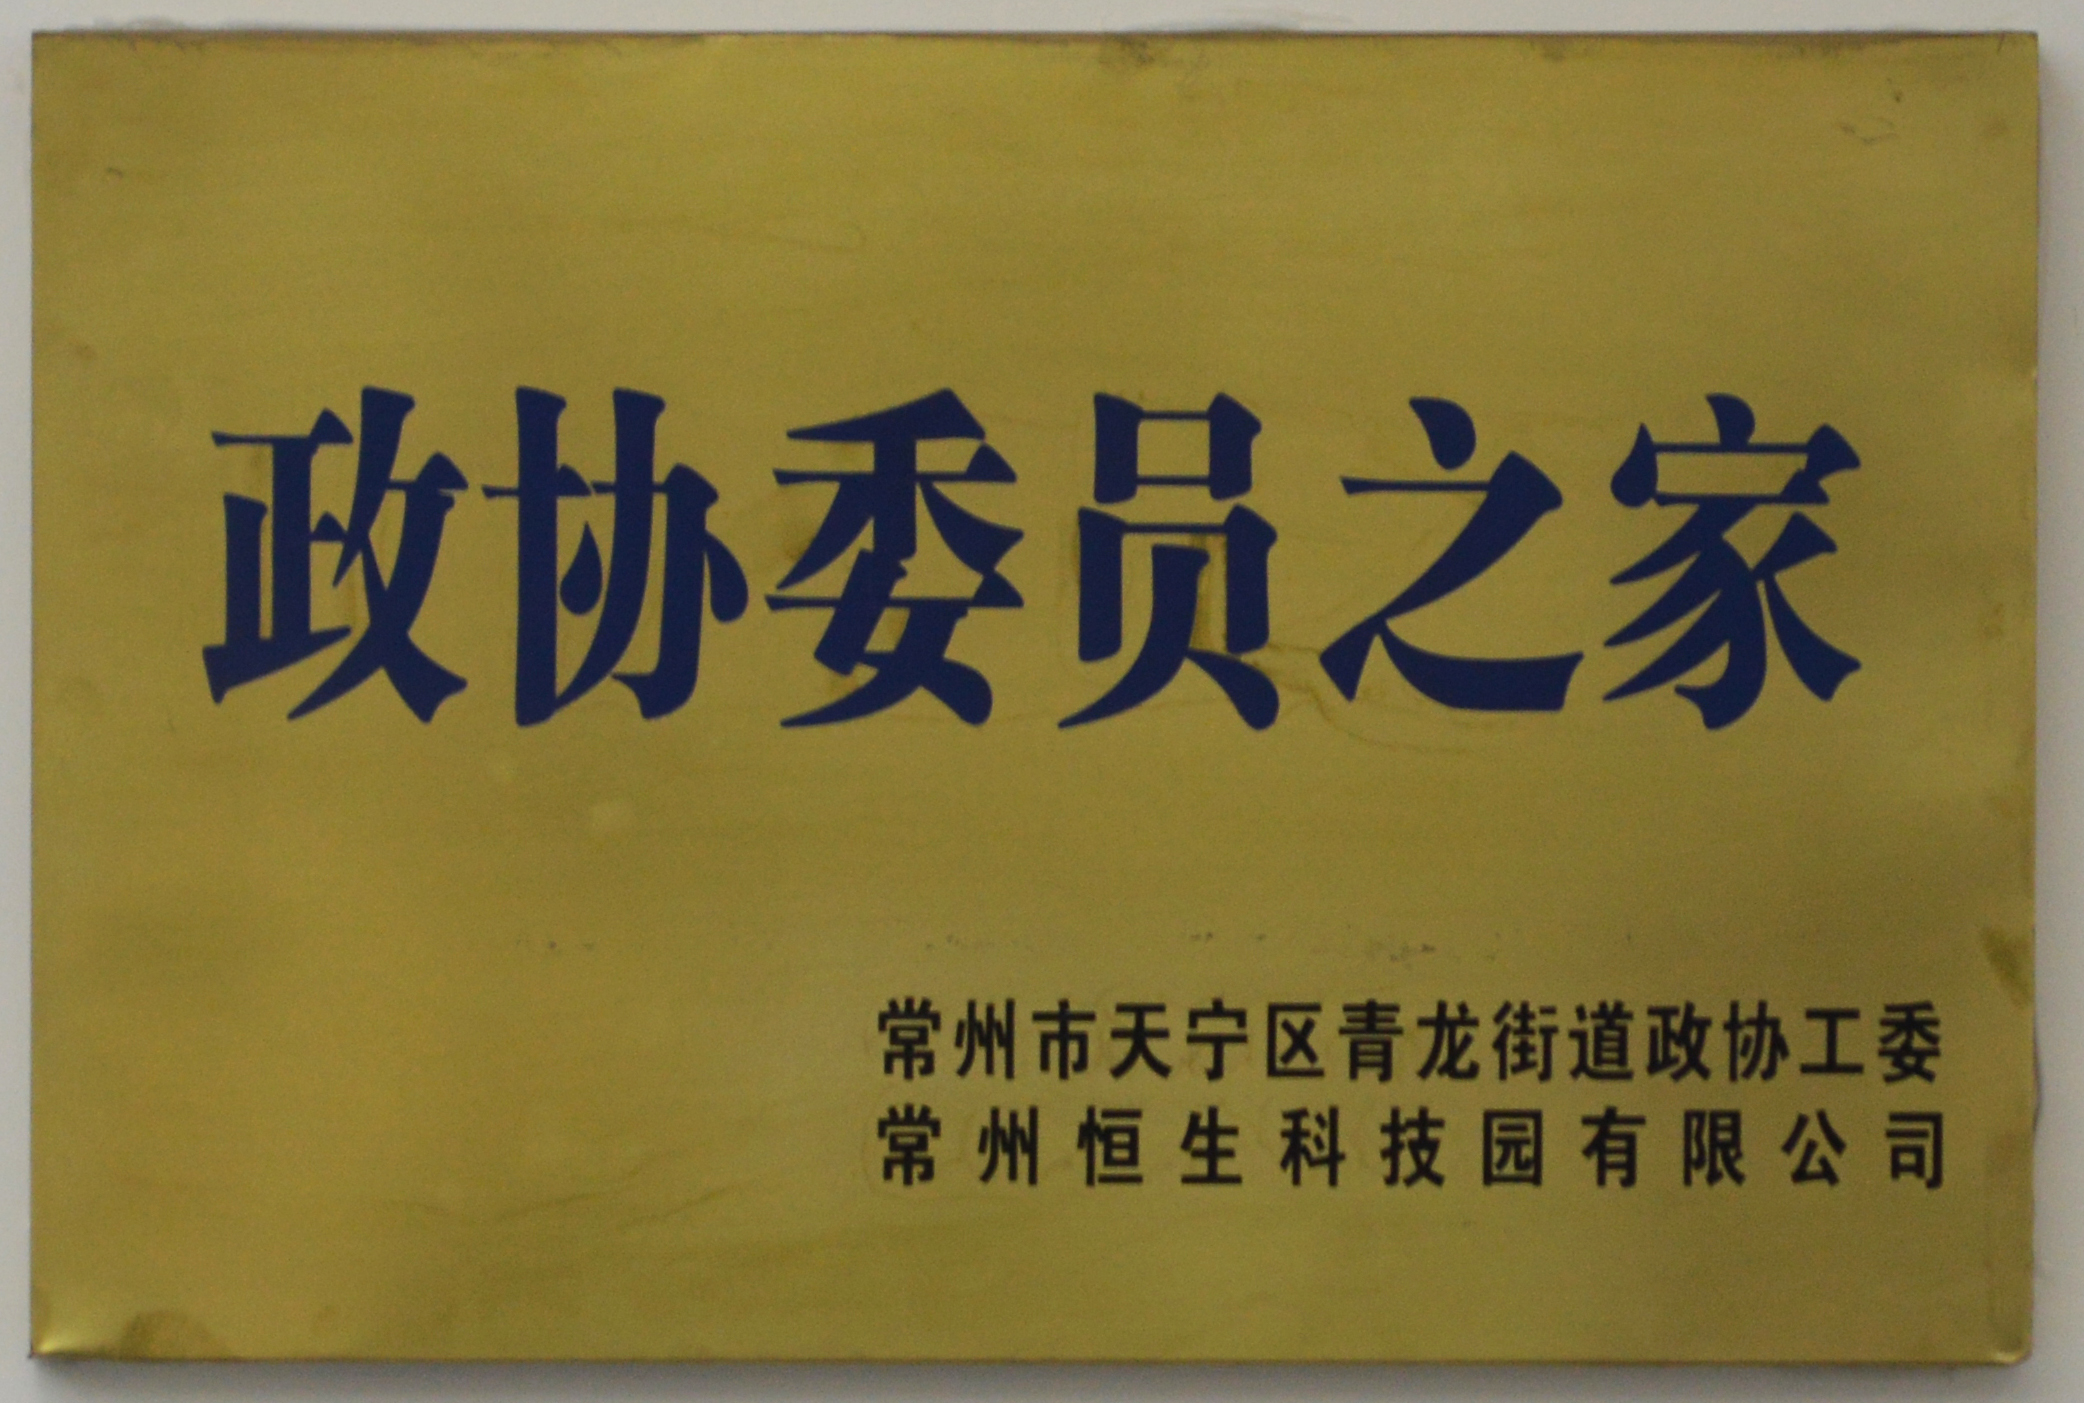 政协委员之家
常州市天宁区青龙街道政协工委
常州恒生科技园有限公司